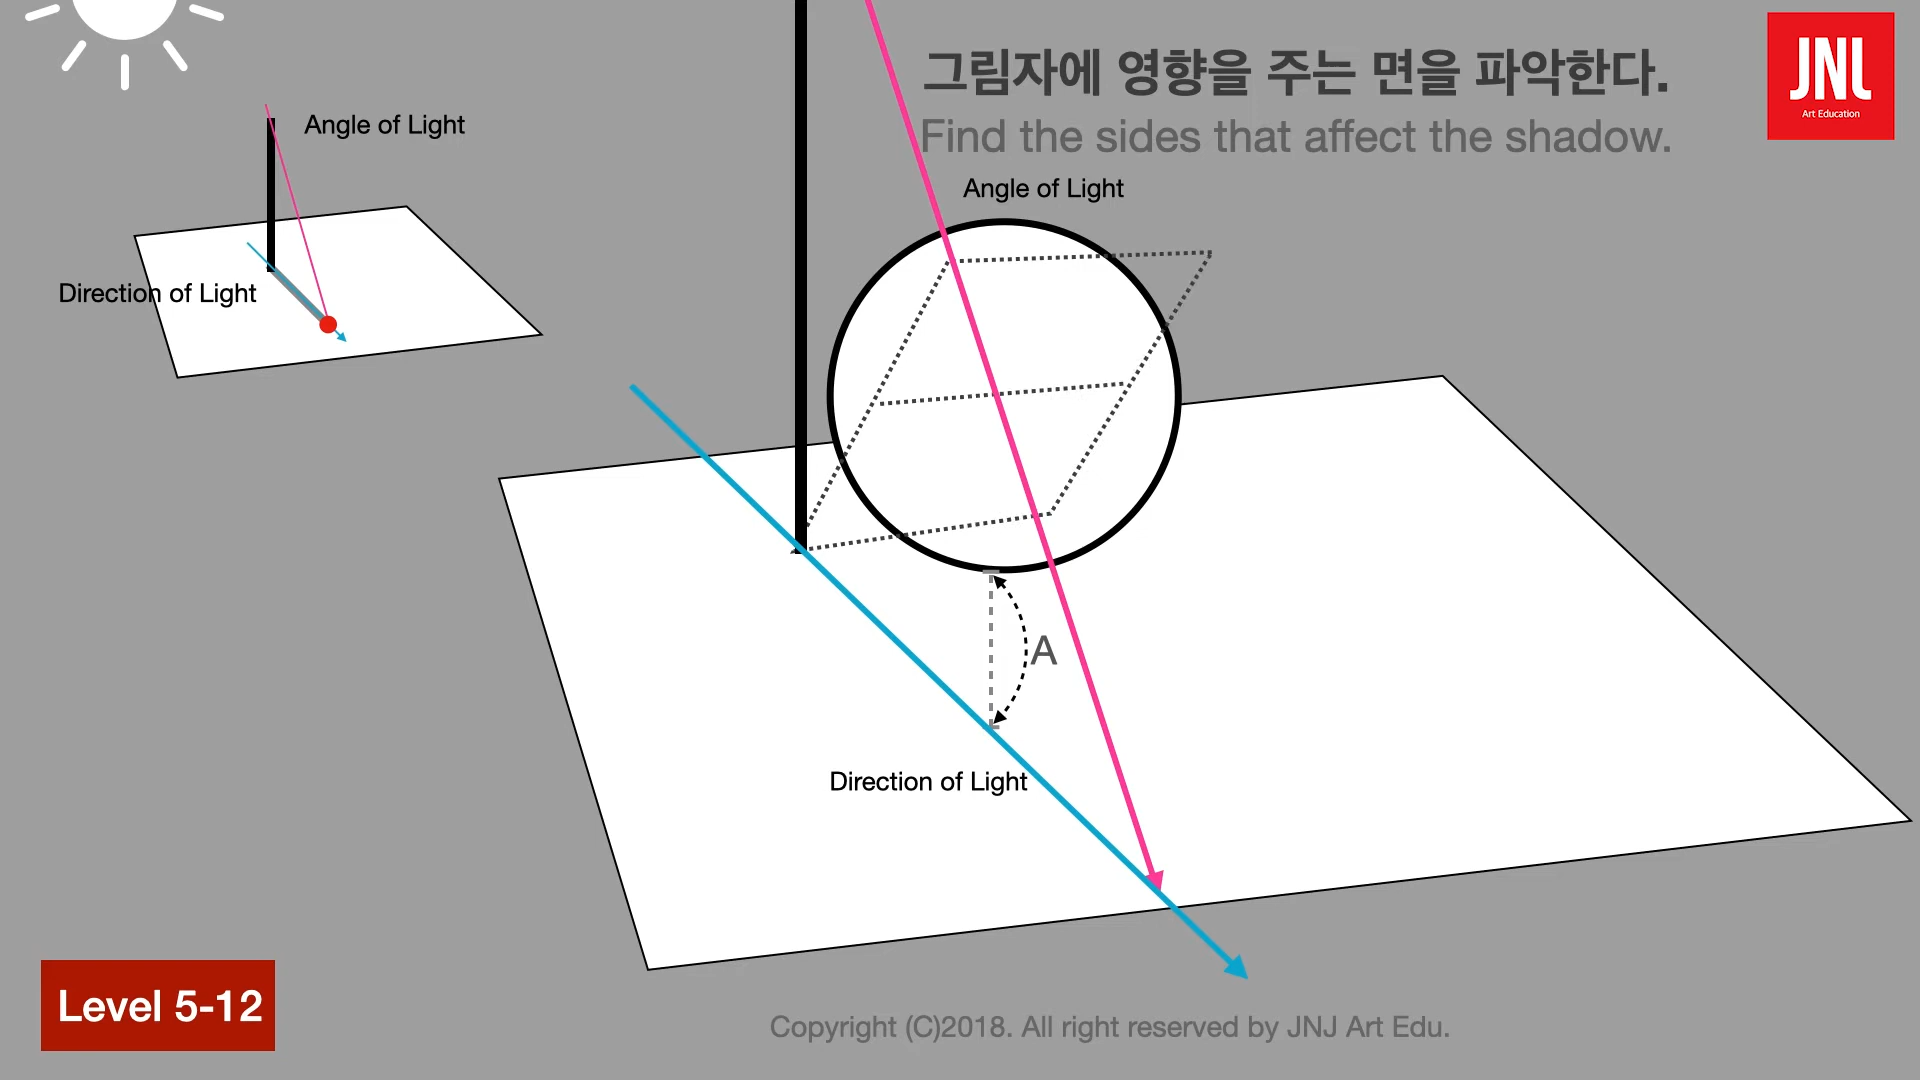 그림자에 영향을 주는 면을 파악한다.
Find the sides that affect the shadow.
JNL
Art Education
Angle of Light
Direction of Light
Angle of Light
A
Direction of Light
Level 5-12
Copyright (C)2018. All right reserved by JNJ Art Edu.